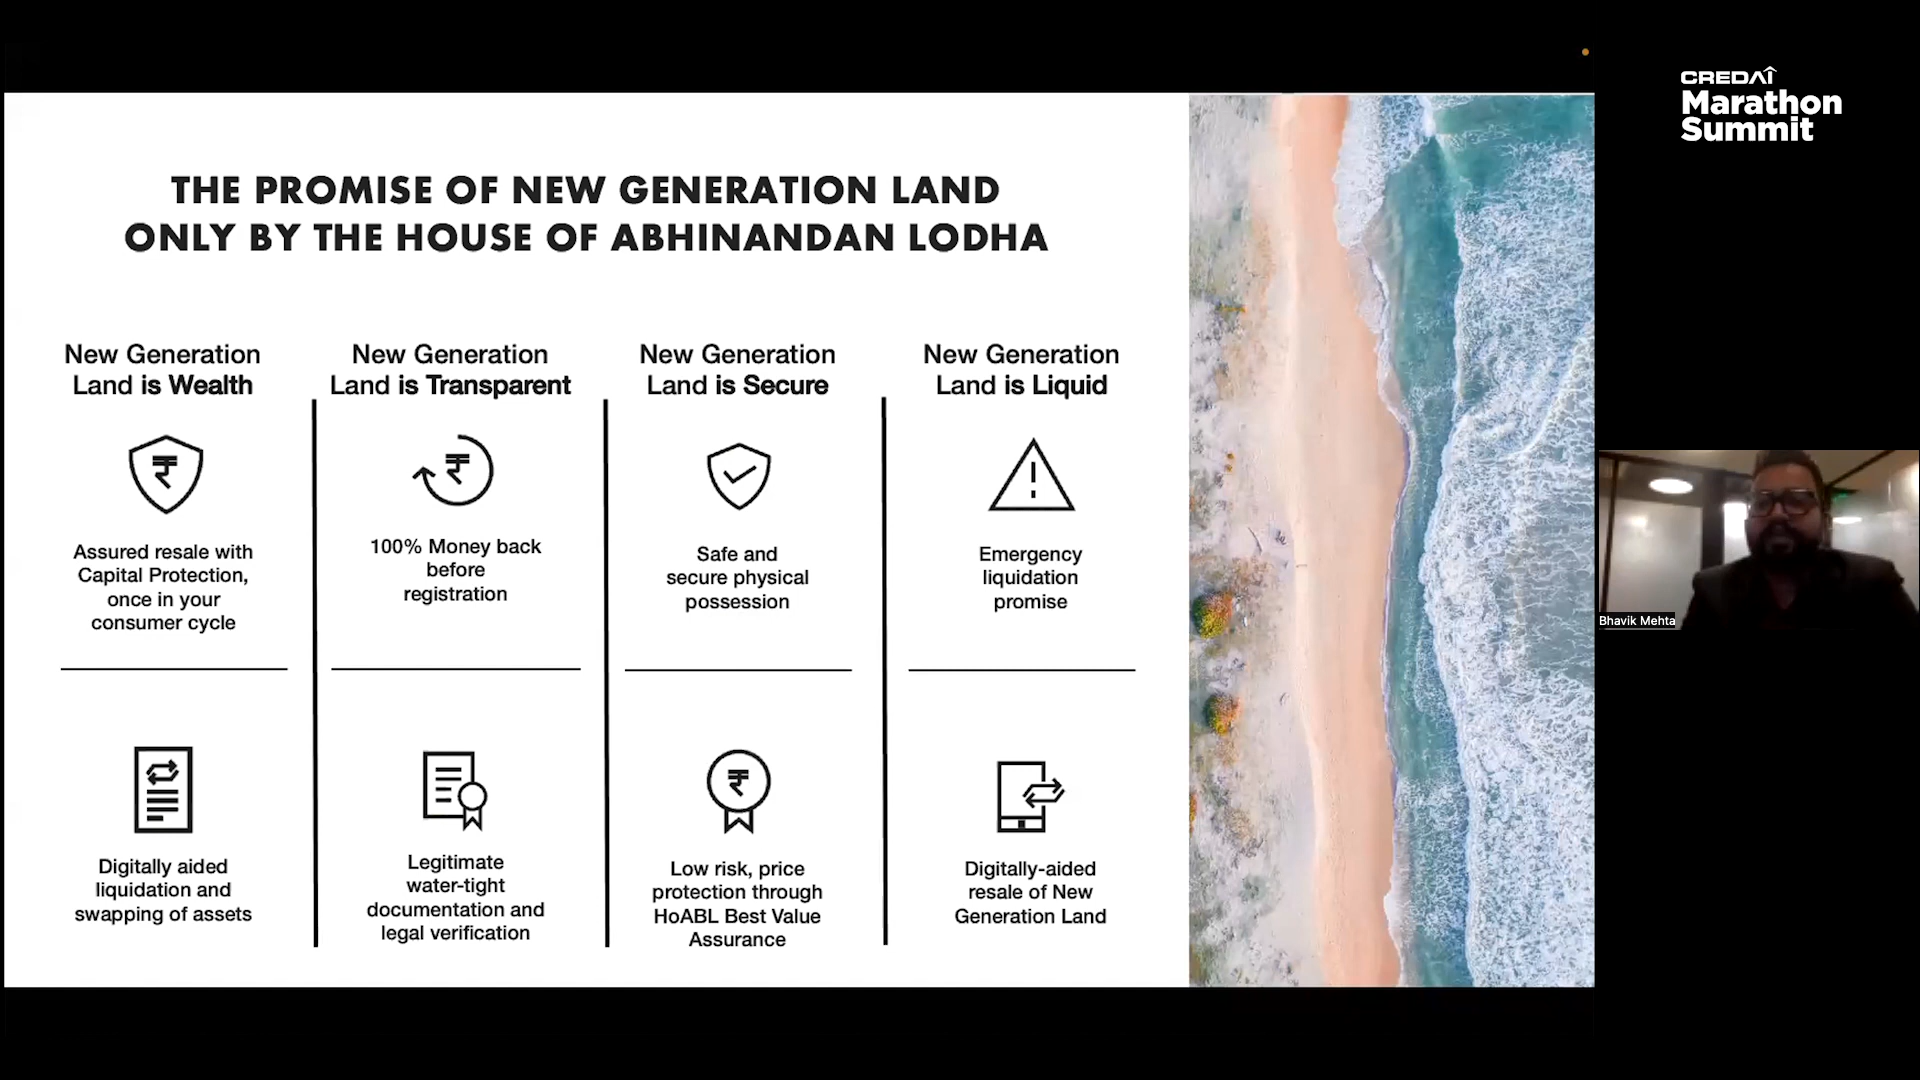 CREDAI
Marathon
Summit
THE PROMISE OF NEW GENERATION LAND
ONLY BY THE HOUSE OF ABHINANDAN LODHA
New Generation
Land is Wealth
₹
Assured resale with
Capital Protection,
once in your
consumer cycle
Digitally aided
liquidation and
swapping of assets
New Generation
Land is Transparent
₹
100% Money back
before
registration
Legitimate
water-tight
documentation and
legal verification
New Generation
Land is Secure
Safe and
secure physical
possession
₹
Low risk, price
protection through
HoABL Best Value
Assurance
New Generation
Land is Liquid
Emergency
liquidation
promise
Digitally-aided
resale of New
Generation Land
Bhavik Mehta